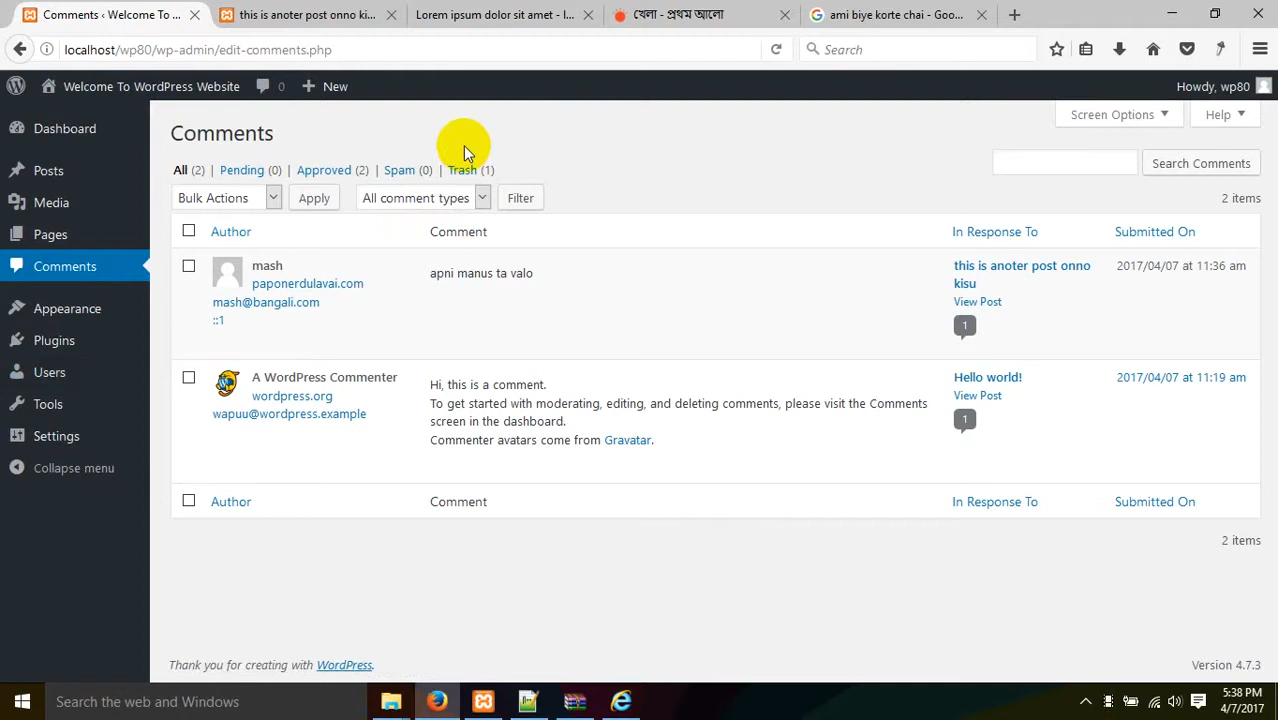 Comments ‹ Welcome To W...
this is anoter post onno ki...
Lorem ipsum dolor sit amet - l...
খেলা - প্রথম আলো
ami biye korte chai - Goo...
localhost/wp80/wp-admin/edit-comments.php
Search
Welcome To WordPress Website
0
New
Howdy, wp80
Dashboard
Posts
Media
Pages
Comments
Appearance
Plugins
Users
Tools
Settings
Collapse menu
Screen Options
Help
Comments
All (2) | Pending (0) | Approved (2) | Spam (0) | Trash (1)
Search Comments
Bulk Actions
Apply
All comment types
Filter
2 items
Author
Comment
In Response To
Submitted On
mash
paponerdulavai.com
mash@bangali.com
::1
apni manus ta valo
this is anoter post onno
kisu
View Post
1
2017/04/07 at 11:36 am
A WordPress Commenter
wordpress.org
wapuu@wordpress.example
Hi, this is a comment.
To get started with moderating, editing, and deleting comments, please visit the Comments
screen in the dashboard.
Commenter avatars come from Gravatar.
Hello world!
View Post
1
2017/04/07 at 11:19 am
Author
Comment
In Response To
Submitted On
2 items
Thank you for creating with WordPress.
Version 4.7.3
Search the web and Windows
5:38 PM
4/7/2017